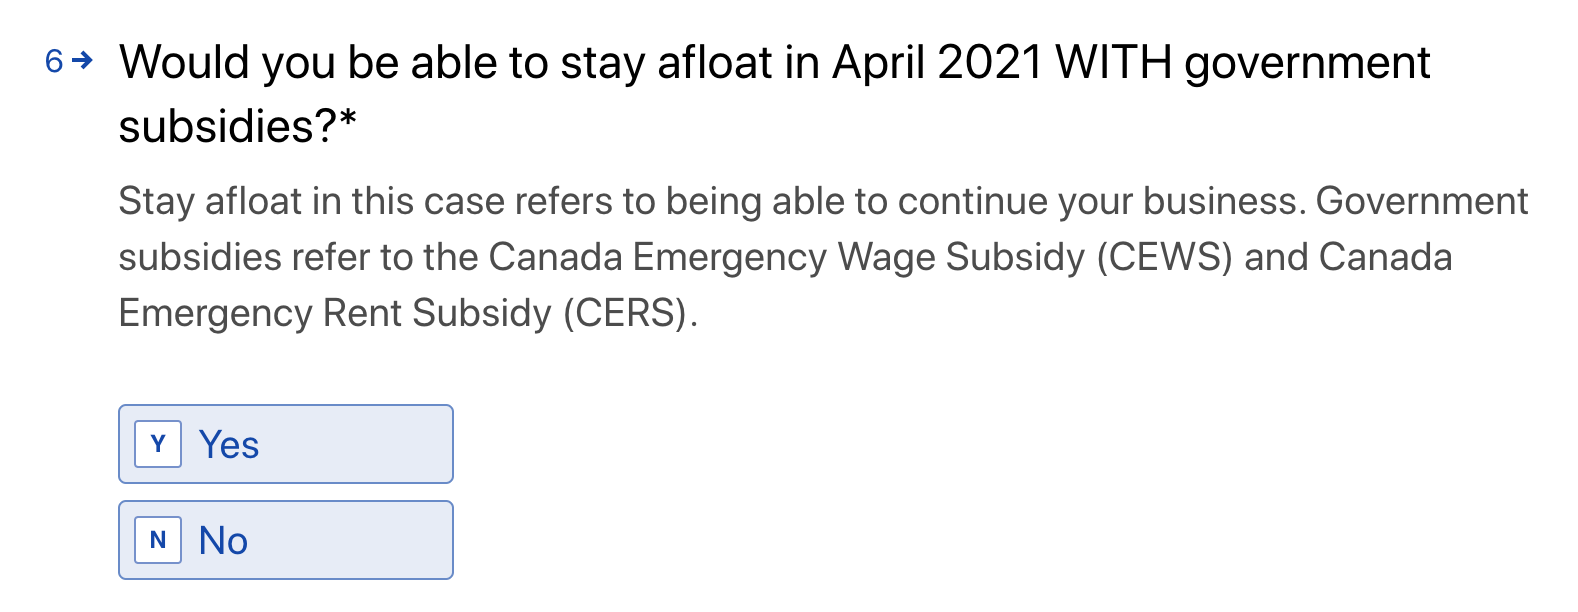 6 → Would you be able to stay afloat in April 2021 WITH government
subsidies?*
Stay afloat in this case refers to being able to continue your business. Government
subsidies refer to the Canada Emergency Wage Subsidy (CEWS) and Canada
Emergency Rent Subsidy (CERS).
Y Yes
N No